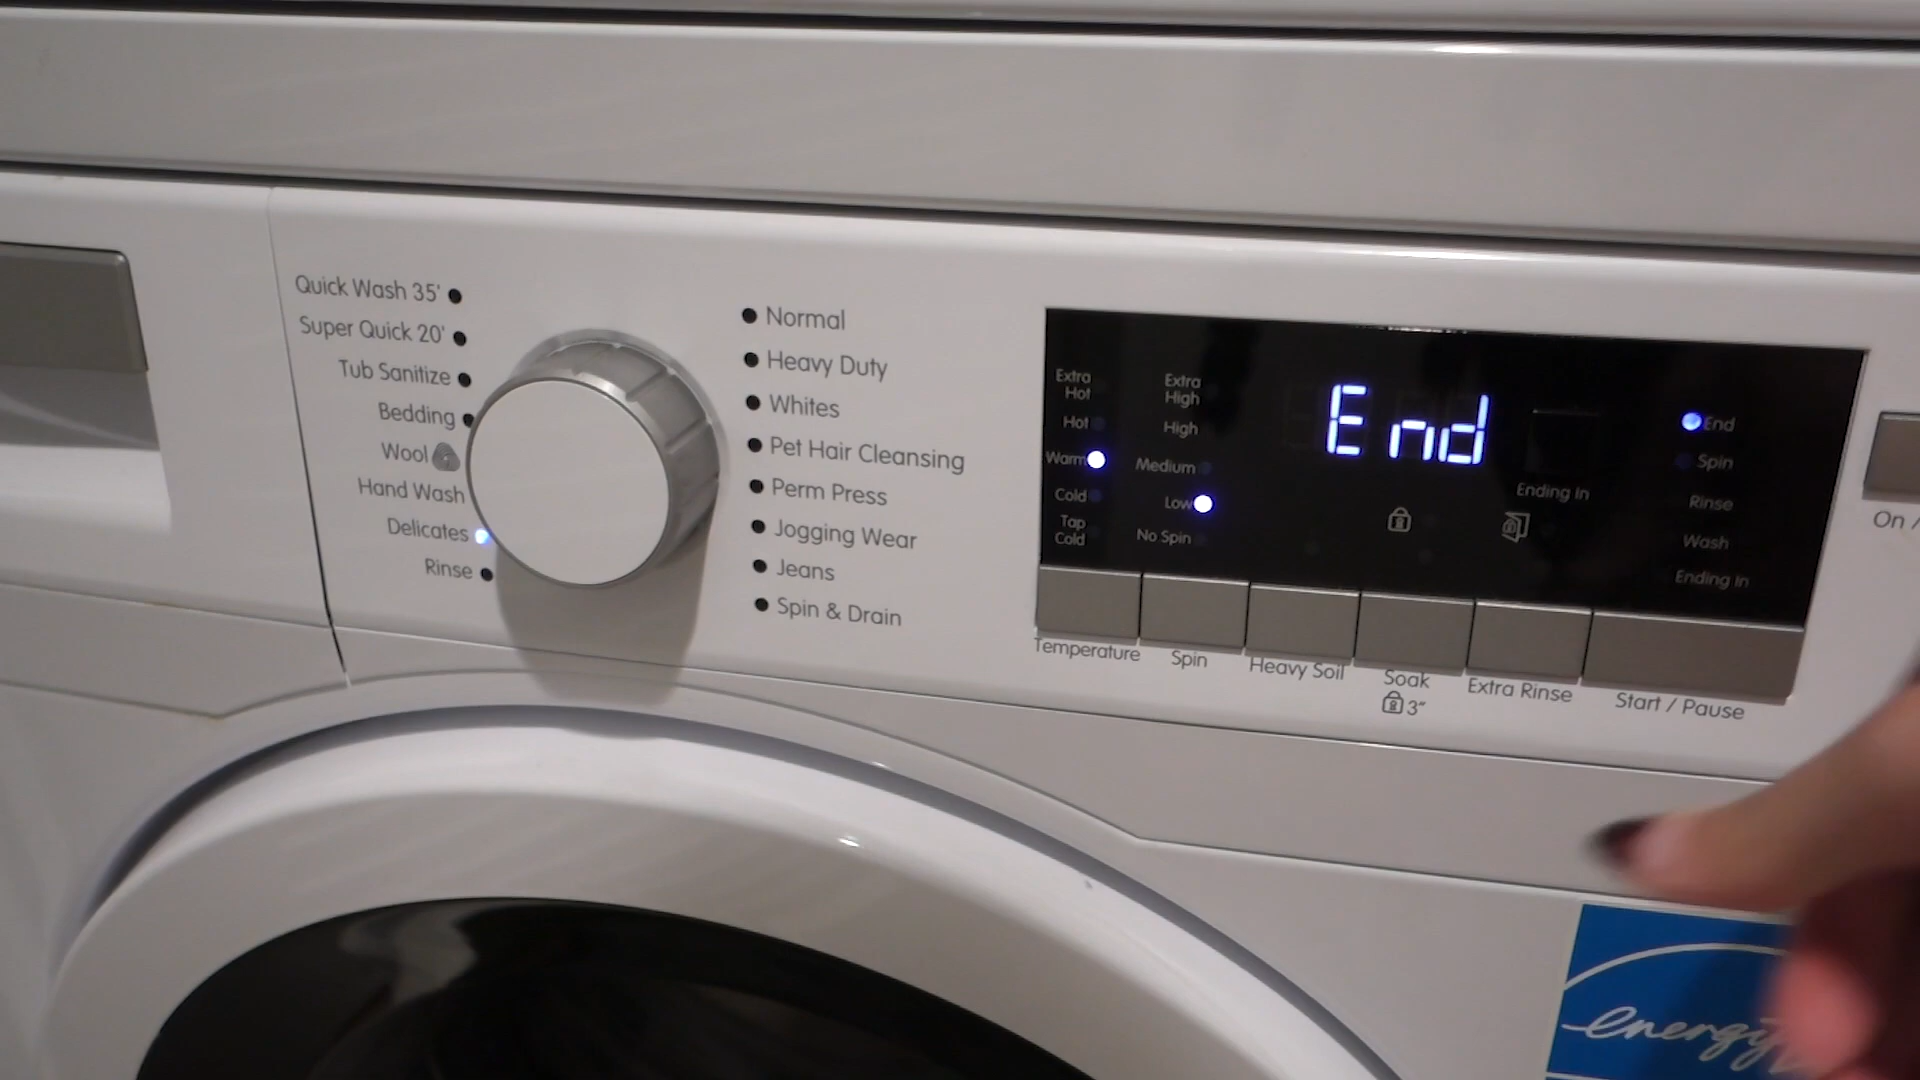 Quick Wash 35'
Super Quick 20'
Tub Sanitize
Bedding
Wool
Hand Wash
Delicates
Rinse
Normal
Heavy Duty
Whites
Pet Hair Cleansing
Perm Press
Jogging Wear
Jeans
Spin & Drain
Extra
Hot
Hot
Warm
Cold
Tap
Cold
Extra
High
High
Medium
Low
No Spin
End
Ending In
End
Spin
Rinse
Wash
Ending In
Temperature
Spin
Heavy Soil
Soak
3"
Extra Rinse
Start / Pause
On /
energy